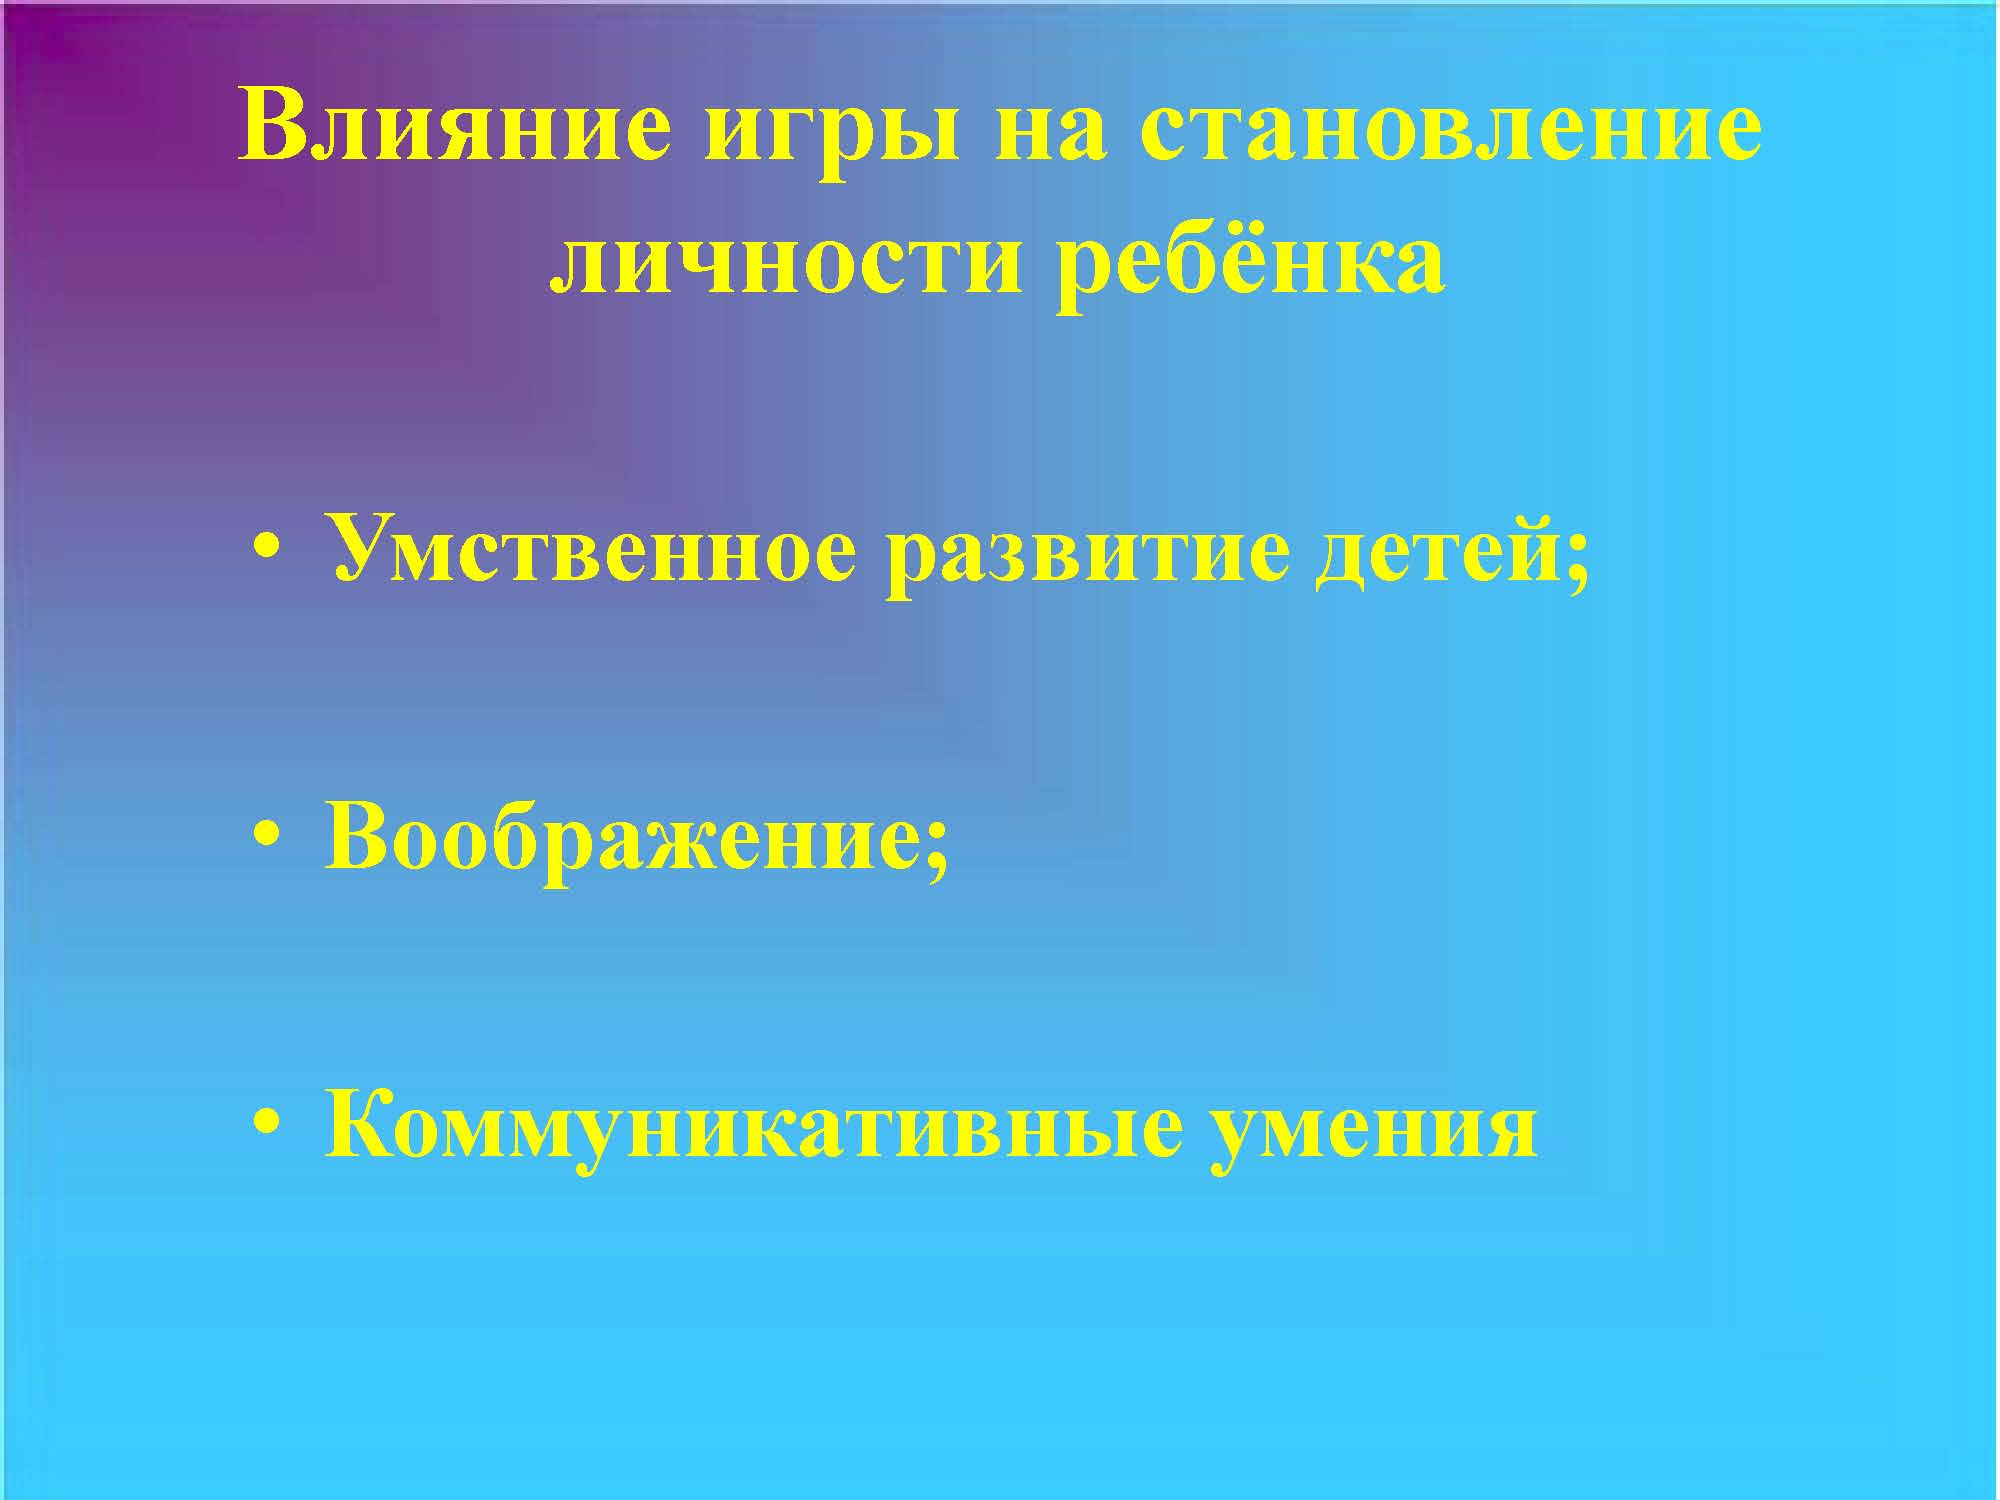 Влияние игры на становление
личности ребёнка
• Умственное развитие детей;
• Воображение;
• Коммуникативные умения